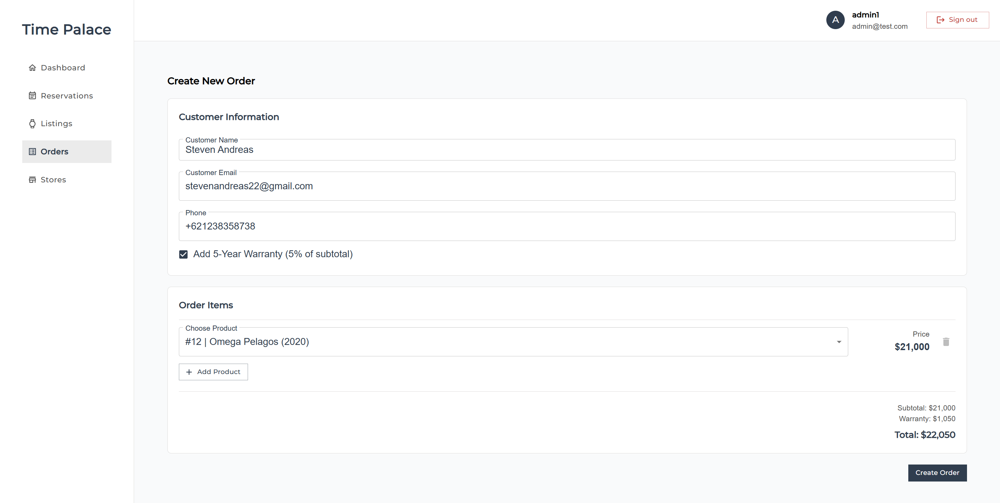 Time Palace
Dashboard
Reservations
Listings
Orders
Stores
A
admin1
admin@test.com
Sign out
Create New Order
Customer Information
Customer Name
Steven Andreas
Customer Email
stevenandreas22@gmail.com
Phone
+621238358738
Add 5-Year Warranty (5% of subtotal)
Order Items
Choose Product
#12 | Omega Pelagos (2020)
Price
$21,000
Add Product
Subtotal: $21,000
Warranty: $1,050
Total: $22,050
Create Order